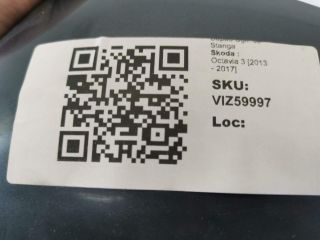 Stanga
Skoda :
Octavia 3 [2013
- 2017]
SKU:
VIZ59997
Loc: